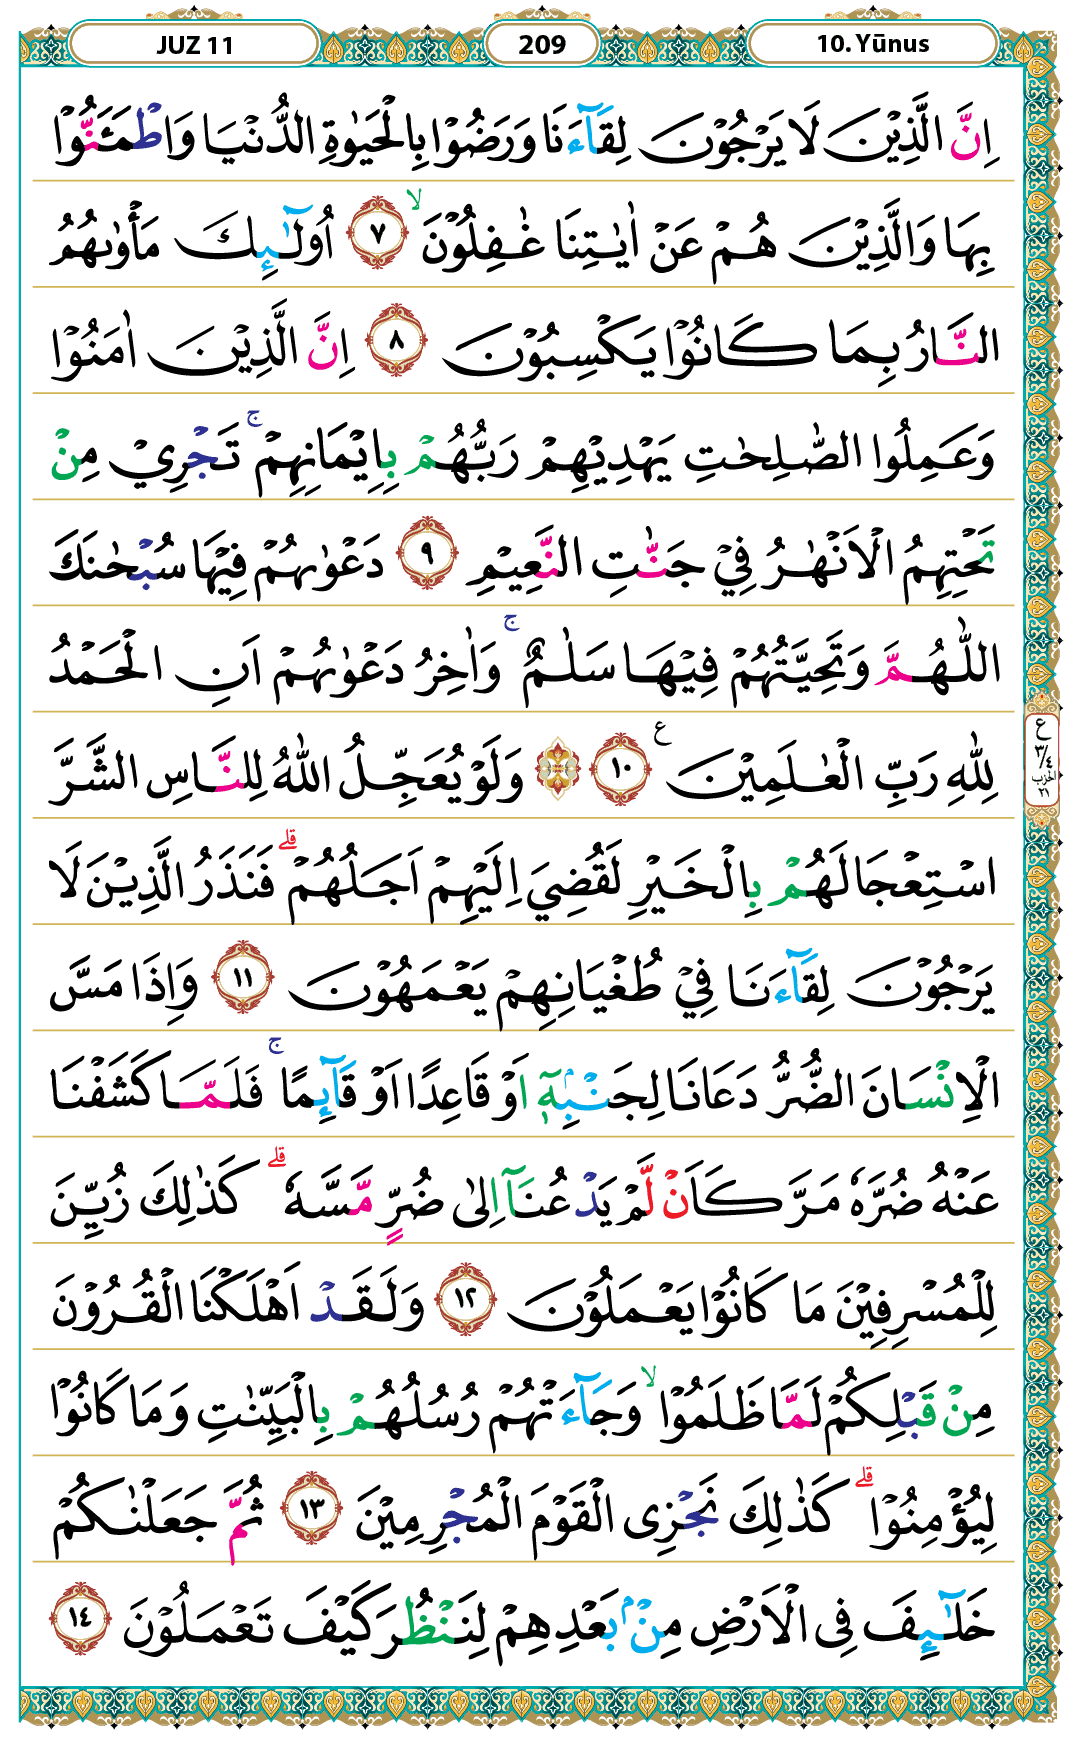 JUZ 11 209 10. Yūnus
اِنَّ الَّذِيْنَ لَا يَرْجُوْنَ لِقَآءَنَا وَرَضُوْا بِالْحَيٰوةِ الدُّنْيَا وَاطْمَئَنُّوْا
بِهَا وَالَّذِيْنَ هُمْ عَنْ اٰيٰتِنَا غٰفِلُوْنَ ۙ ٧ اُولٰٓئِكَ مَأْوٰىهُمُ
النَّارُ بِمَا كَانُوْا يَكْسِبُوْنَ ٨ اِنَّ الَّذِيْنَ اٰمَنُوْا
وَعَمِلُوا الصّٰلِحٰتِ يَهْدِيْهِمْ رَبُّهُمْ بِاِيْمَانِهِمْ ۚ تَجْرِيْ مِنْ
تَحْتِهِمُ الْاَنْهٰرُ فِيْ جَنّٰتِ النَّعِيْمِ ٩ دَعْوٰىهُمْ فِيْهَا سُبْحٰنَكَ
اللّٰهُمَّ وَتَحِيَّتُهُمْ فِيْهَا سَلٰمٌ ۚ وَاٰخِرُ دَعْوٰىهُمْ اَنِ الْحَمْدُ
لِلّٰهِ رَبِّ الْعٰلَمِيْنَ ع ١٠ ۞ وَلَوْ يُعَجِّلُ اللّٰهُ لِلنَّاسِ الشَّرَّ
ع
٣/٤
الحزب
٢١
اسْتِعْجَالَهُمْ بِالْخَيْرِ لَقُضِيَ اِلَيْهِمْ اَجَلُهُمْ ۗ فَنَذَرُ الَّذِيْنَ لَا
يَرْجُوْنَ لِقَآءَنَا فِيْ طُغْيَانِهِمْ يَعْمَهُوْنَ ١١ وَاِذَا مَسَّ
الْاِنْسَانَ الضُّرُّ دَعَانَا لِجَنْۢبِهٖٓ اَوْ قَاعِدًا اَوْ قَآئِمًا ۚ فَلَمَّا كَشَفْنَا
عَنْهُ ضُرَّهٗ مَرَّ كَاَنْ لَّمْ يَدْعُنَآ اِلٰى ضُرٍّ مَّسَّهٗ ۗ كَذٰلِكَ زُيِّنَ
لِلْمُسْرِفِيْنَ مَا كَانُوْا يَعْمَلُوْنَ ١٢ وَلَقَدْ اَهْلَكْنَا الْقُرُوْنَ
مِنْ قَبْلِكُمْ لَمَّا ظَلَمُوْا ۙ وَجَآءَتْهُمْ رُسُلُهُمْ بِالْبَيِّنٰتِ وَمَا كَانُوْا
لِيُؤْمِنُوْا ۗ كَذٰلِكَ نَجْزِى الْقَوْمَ الْمُجْرِمِيْنَ ١٣ ثُمَّ جَعَلْنٰكُمْ
خَلٰٓئِفَ فِى الْاَرْضِ مِنْۢ بَعْدِهِمْ لِنَنْظُرَ كَيْفَ تَعْمَلُوْنَ ١٤